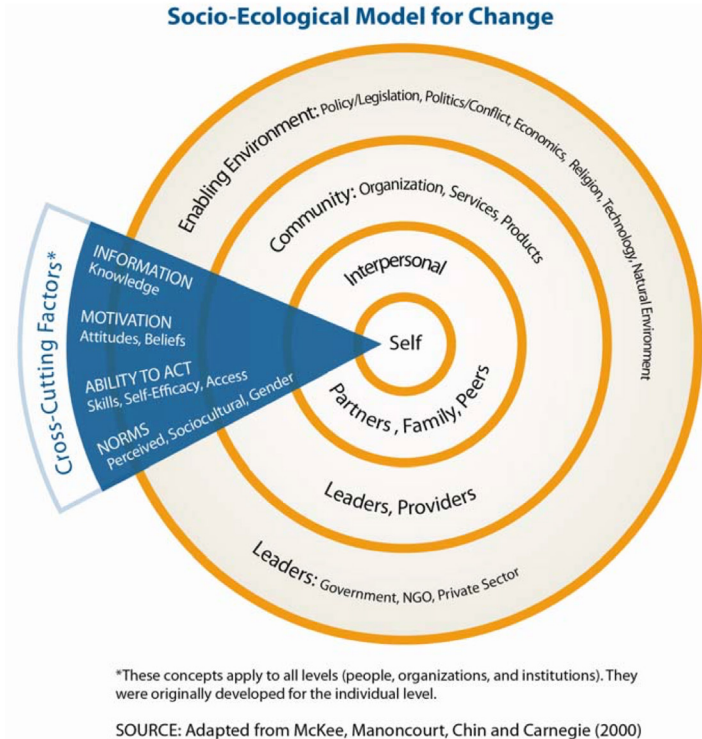 Socio-Ecological Model for Change
Enabling Environment: Policy/Legislation, Politics/Conflict, Economics, Religion, Technology, Natural Environment
Community: Organization, Services, Products
Interpersonal
Self
Partners, Family, Peers
Leaders, Providers
Leaders: Government, NGO, Private Sector
Cross-Cutting Factors*
INFORMATION
Knowledge
MOTIVATION
Attitudes, Beliefs
ABILITY TO ACT
Skills, Self-Efficacy, Access
NORMS
Perceived, Sociocultural, Gender
*These concepts apply to all levels (people, organizations, and institutions). They
were originally developed for the individual level.
SOURCE: Adapted from McKee, Manoncourt, Chin and Carnegie (2000)